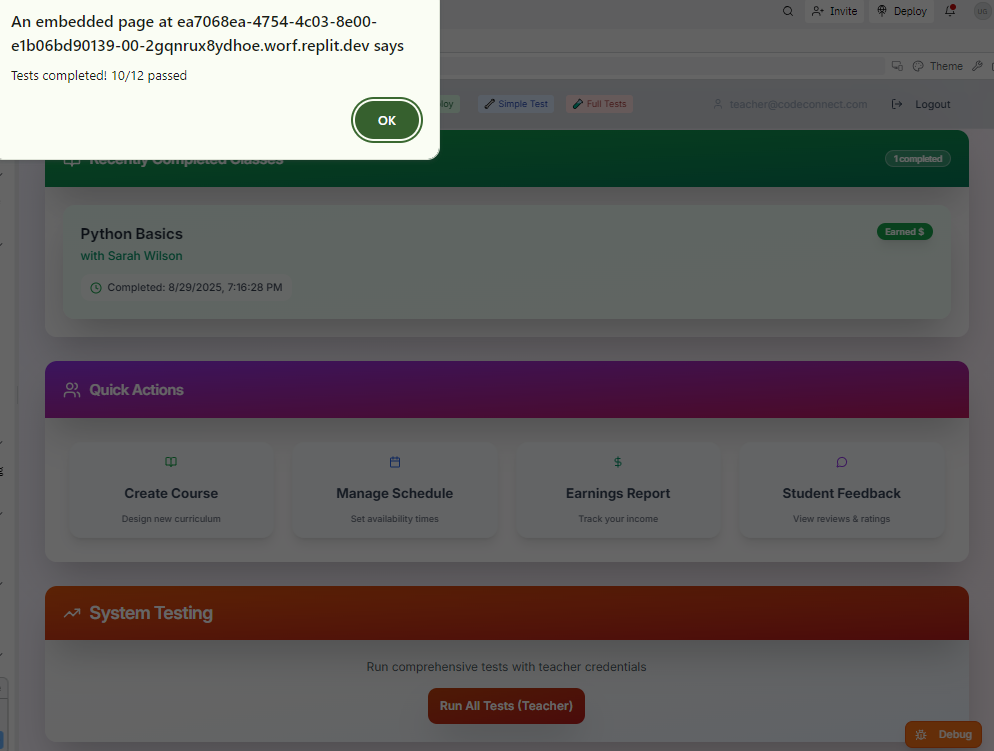 An embedded page at ea7068ea-4754-4c03-8e00-
e1b06bd90139-00-2gqnrux8ydhoe.worf.replit.dev says
Tests completed! 10/12 passed
OK
Invite
Deploy
UG
Theme
loy
Simple Test
Full Tests
teacher@codeconnect.com
Logout
Recently Completed Classes
1 completed
Python Basics
Earned $
with Sarah Wilson
Completed: 8/29/2025, 7:16:28 PM
Quick Actions
Create Course
Design new curriculum
Manage Schedule
Set availability times
Earnings Report
Track your income
Student Feedback
View reviews & ratings
System Testing
Run comprehensive tests with teacher credentials
Run All Tests (Teacher)
Debug